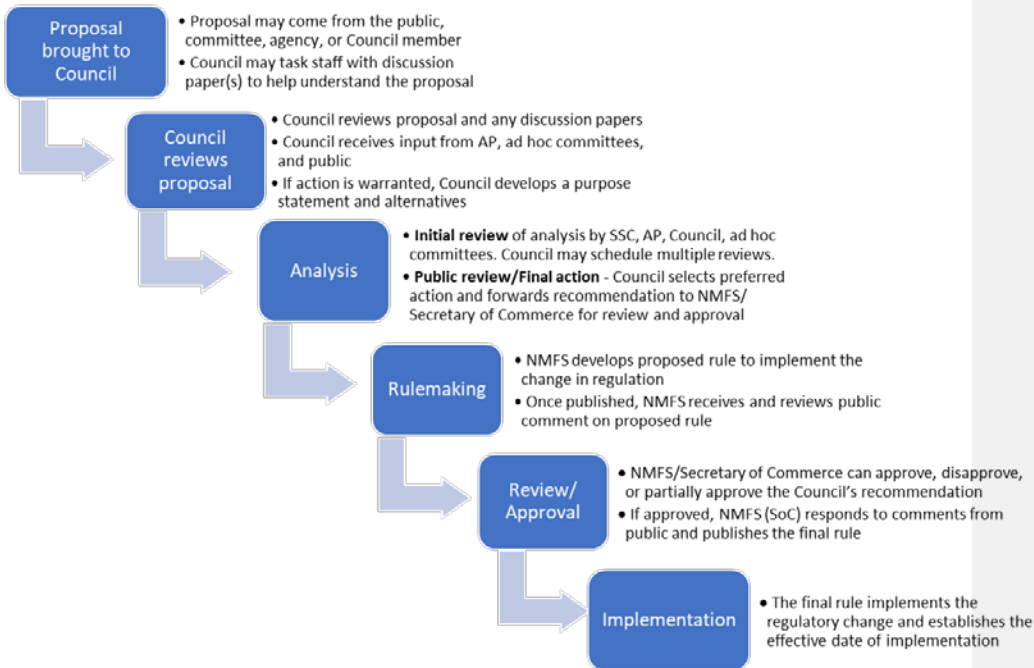 Proposal
brought to
Council
• Proposal may come from the public,
committee, agency, or Council member
• Council may task staff with discussion
paper(s) to help understand the proposal
Council
reviews
proposal
• Council reviews proposal and any discussion papers
• Council receives input from AP, ad hoc committees,
and public
• If action is warranted, Council develops a purpose
statement and alternatives
Analysis
• Initial review of analysis by SSC, AP, Council, ad hoc
committees. Council may schedule multiple reviews.
• Public review/Final action - Council selects preferred
action and forwards recommendation to NMFS/
Secretary of Commerce for review and approval
Rulemaking
• NMFS develops proposed rule to implement the
change in regulation
• Once published, NMFS receives and reviews public
comment on proposed rule
Review/
Approval
• NMFS/Secretary of Commerce can approve, disapprove,
or partially approve the Council's recommendation
• If approved, NMFS (SoC) responds to comments from
public and publishes the final rule
Implementation
• The final rule implements the
regulatory change and establishes the
effective date of implementation